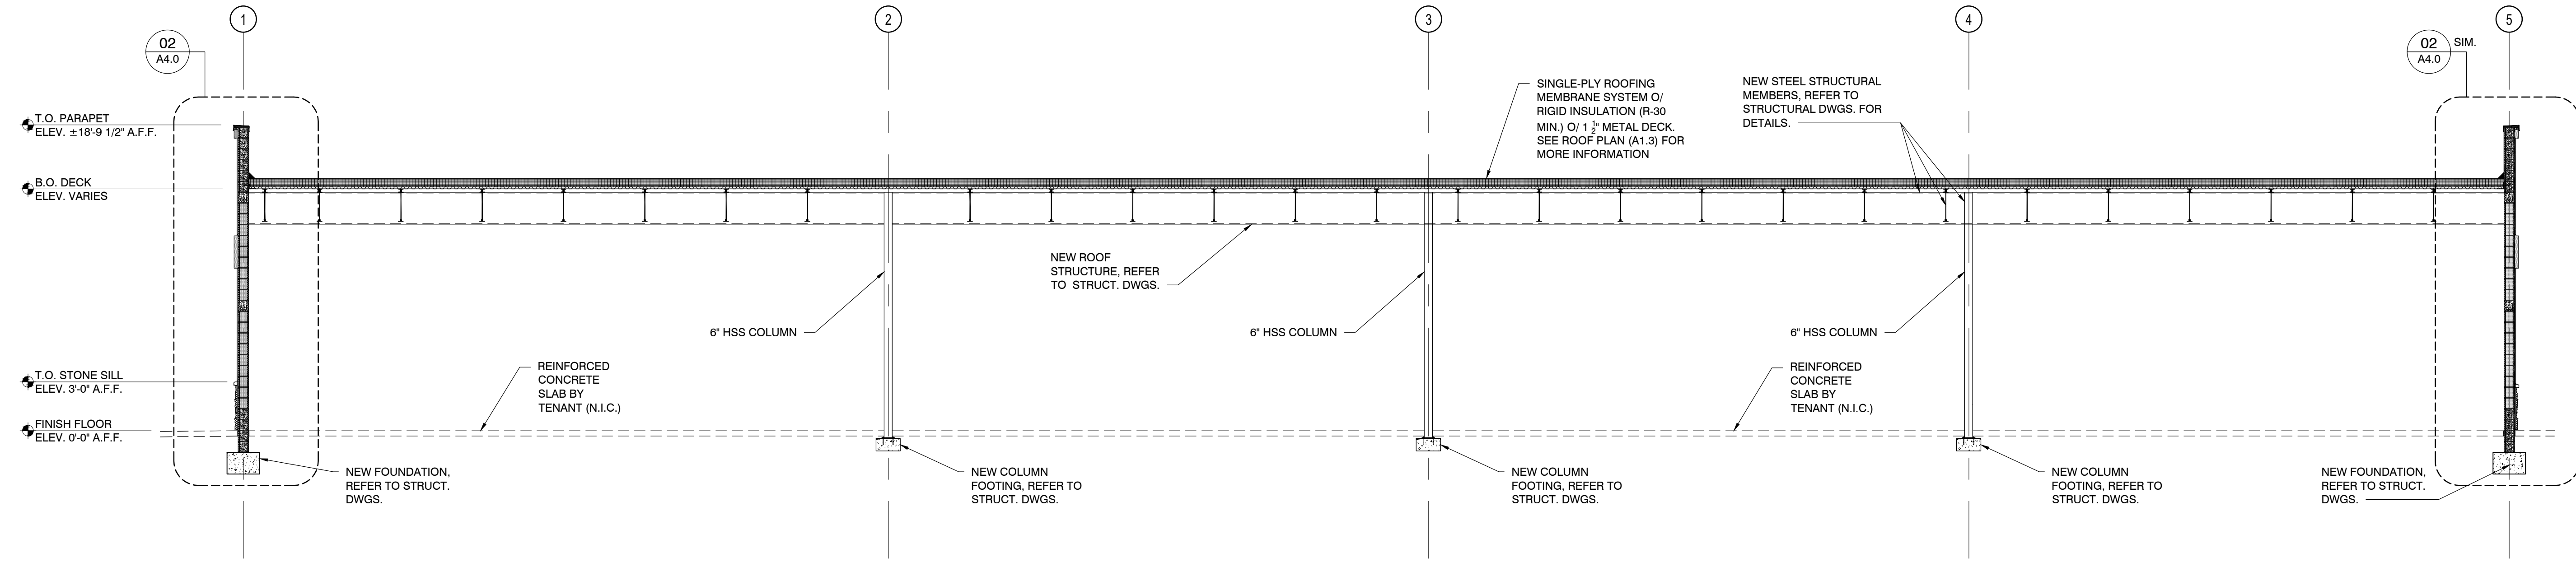 1
2
3
4
5
02
A4.0
02
A4.0
SIM.
T.O. PARAPET
ELEV. ±18'-9 1/2" A.F.F.
B.O. DECK
ELEV. VARIES
T.O. STONE SILL
ELEV. 3'-0" A.F.F.
FINISH FLOOR
ELEV. 0'-0" A.F.F.
SINGLE-PLY ROOFING
MEMBRANE SYSTEM O/
RIGID INSULATION (R-30
MIN.) O/ 1 1/2" METAL DECK.
SEE ROOF PLAN (A1.3) FOR
MORE INFORMATION
NEW STEEL STRUCTURAL
MEMBERS, REFER TO
STRUCTURAL DWGS. FOR
DETAILS.
NEW ROOF
STRUCTURE, REFER
TO STRUCT. DWGS.
6" HSS COLUMN
6" HSS COLUMN
6" HSS COLUMN
REINFORCED
CONCRETE
SLAB BY
TENANT (N.I.C.)
REINFORCED
CONCRETE
SLAB BY
TENANT (N.I.C.)
NEW FOUNDATION,
REFER TO STRUCT.
DWGS.
NEW COLUMN
FOOTING, REFER TO
STRUCT. DWGS.
NEW COLUMN
FOOTING, REFER TO
STRUCT. DWGS.
NEW COLUMN
FOOTING, REFER TO
STRUCT. DWGS.
NEW FOUNDATION,
REFER TO STRUCT.
DWGS.